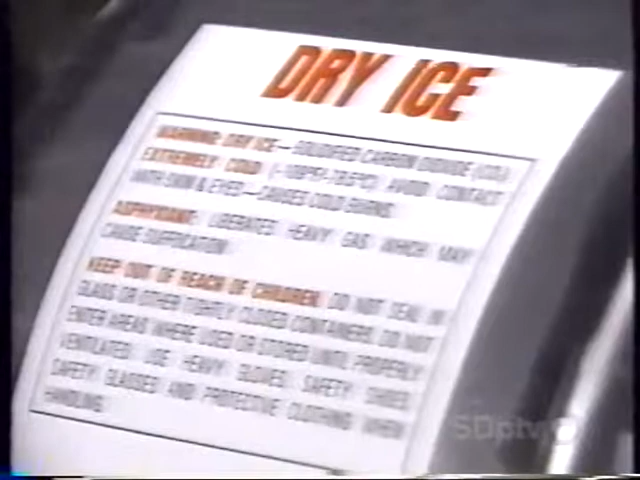 DRY ICE
WARNING: DRY ICE—SOLIDIFIED CARBON DIOXIDE (CO₂)
EXTREMELY COLD (-109°F/-78.5°C). AVOID CONTACT
WITH SKIN & EYES—CAUSES COLD BURNS.
ASPHYXIANT: LIBERATES HEAVY GAS WHICH MAY
CAUSE SUFFOCATION.
KEEP OUT OF REACH OF CHILDREN. DO NOT SEAL IN
GLASS OR OTHER TIGHTLY CLOSED CONTAINERS. DO NOT
ENTER AREAS WHERE USED OR STORED UNTIL PROPERLY
VENTILATED. USE HEAVY GLOVES, SAFETY SHOES,
SAFETY GLASSES AND PROTECTIVE CLOTHING WHEN
HANDLING.
SDptv